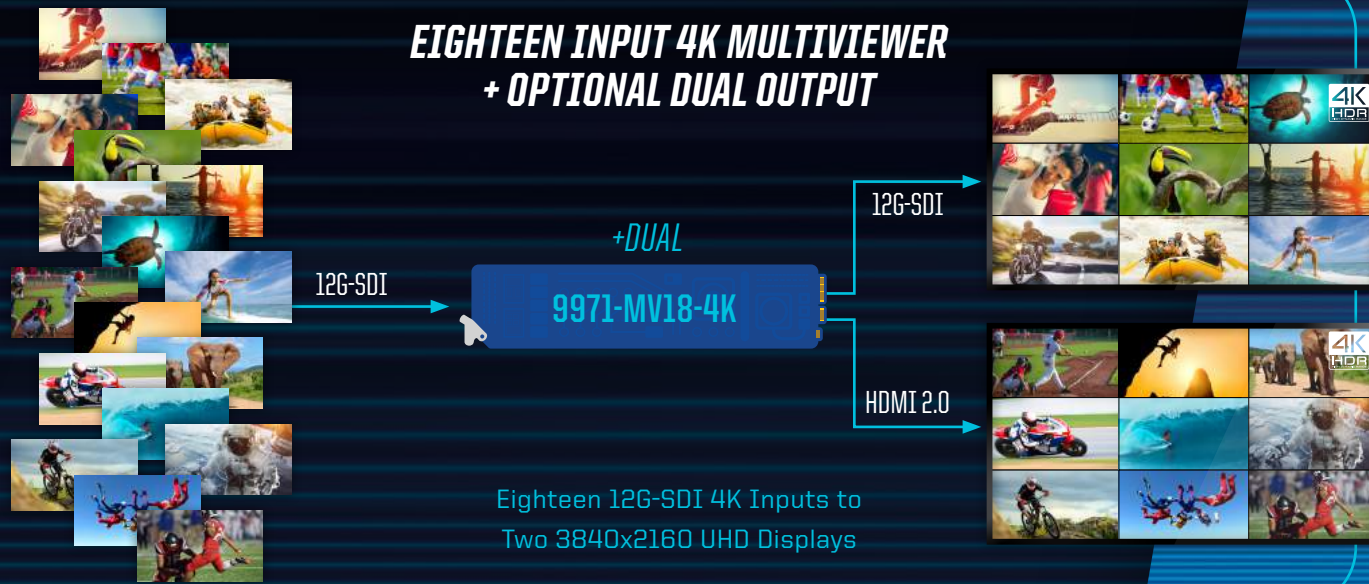 EIGHTEEN INPUT 4K MULTIVIEWER
+ OPTIONAL DUAL OUTPUT
4K
HDR
12G-SDI
+DUAL
12G-SDI
9971-MV18-4K
4K
HDR
HDMI 2.0
Eighteen 12G-SDI 4K Inputs to
Two 3840x2160 UHD Displays